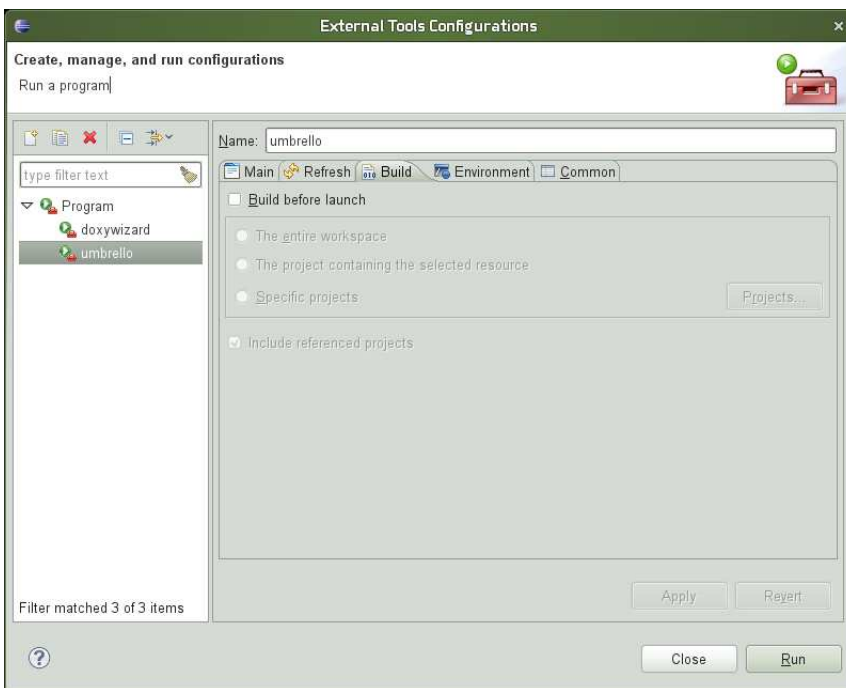 External Tools Configurations
Create, manage, and run configurations
Run a program
type filter text
Program
doxywizard
umbrello
Filter matched 3 of 3 items
Name: umbrello
Main Refresh Build Environment Common
Build before launch
The entire workspace
The project containing the selected resource
Specific projects
Projects...
Include referenced projects
Apply Revert
Close Run